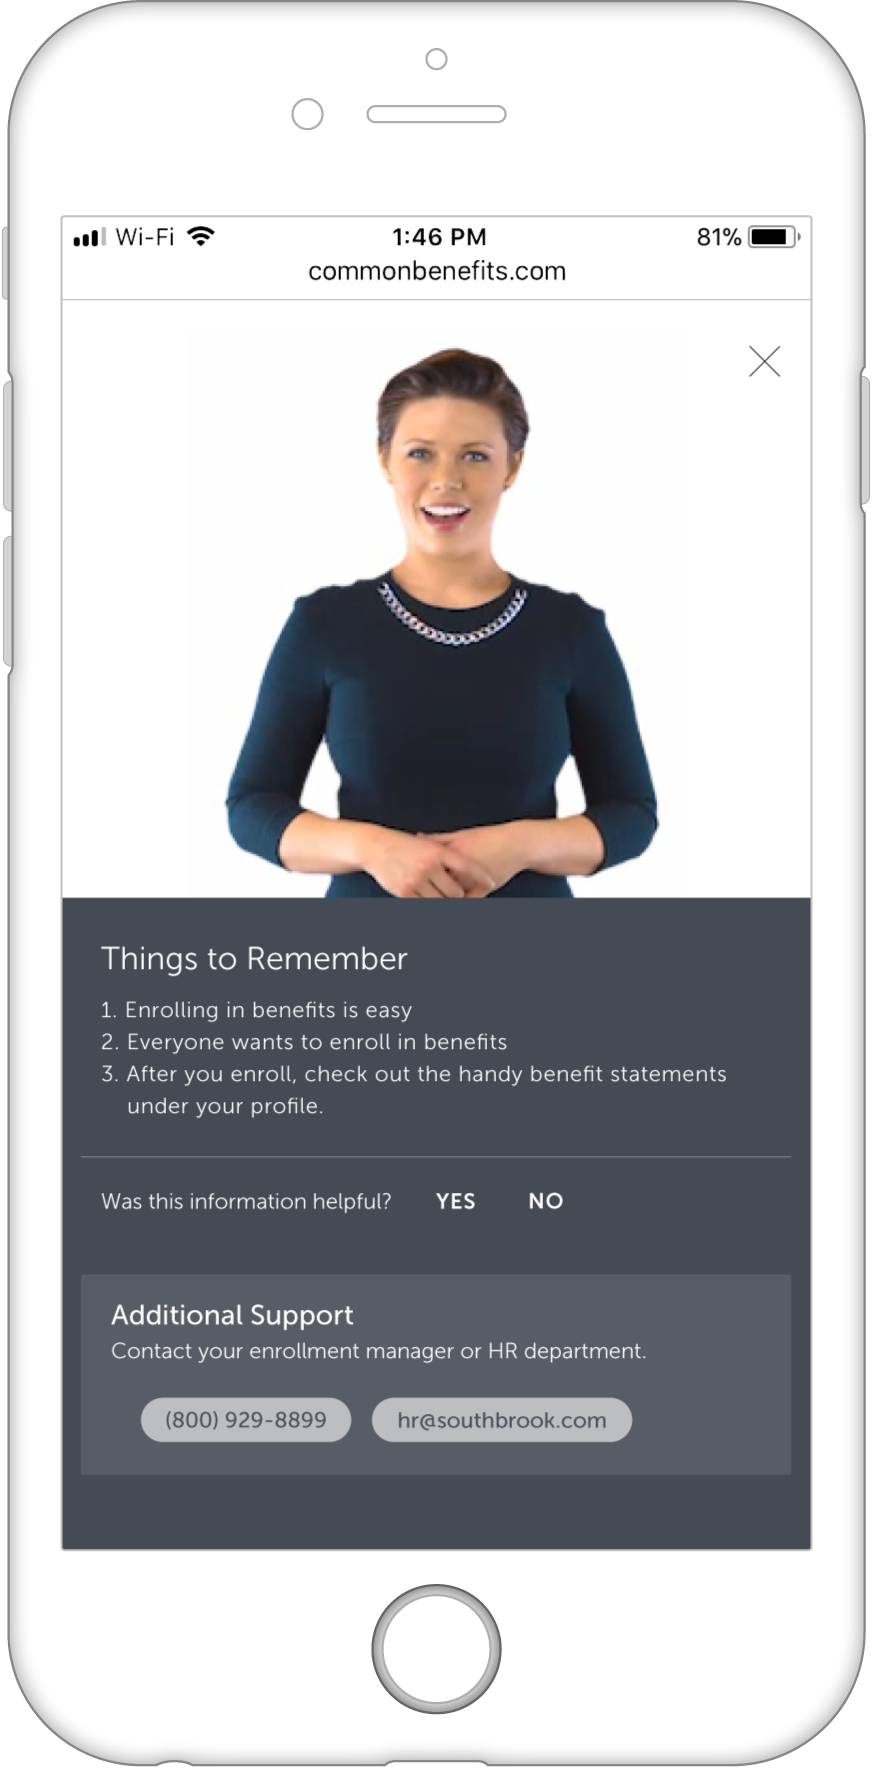 Wi-Fi 1:46 PM 81%
commonbenefits.com
Things to Remember
1. Enrolling in benefits is easy
2. Everyone wants to enroll in benefits
3. After you enroll, check out the handy benefit statements
under your profile.
Was this information helpful? YES NO
Additional Support
Contact your enrollment manager or HR department.
(800) 929-8899 hr@southbrook.com